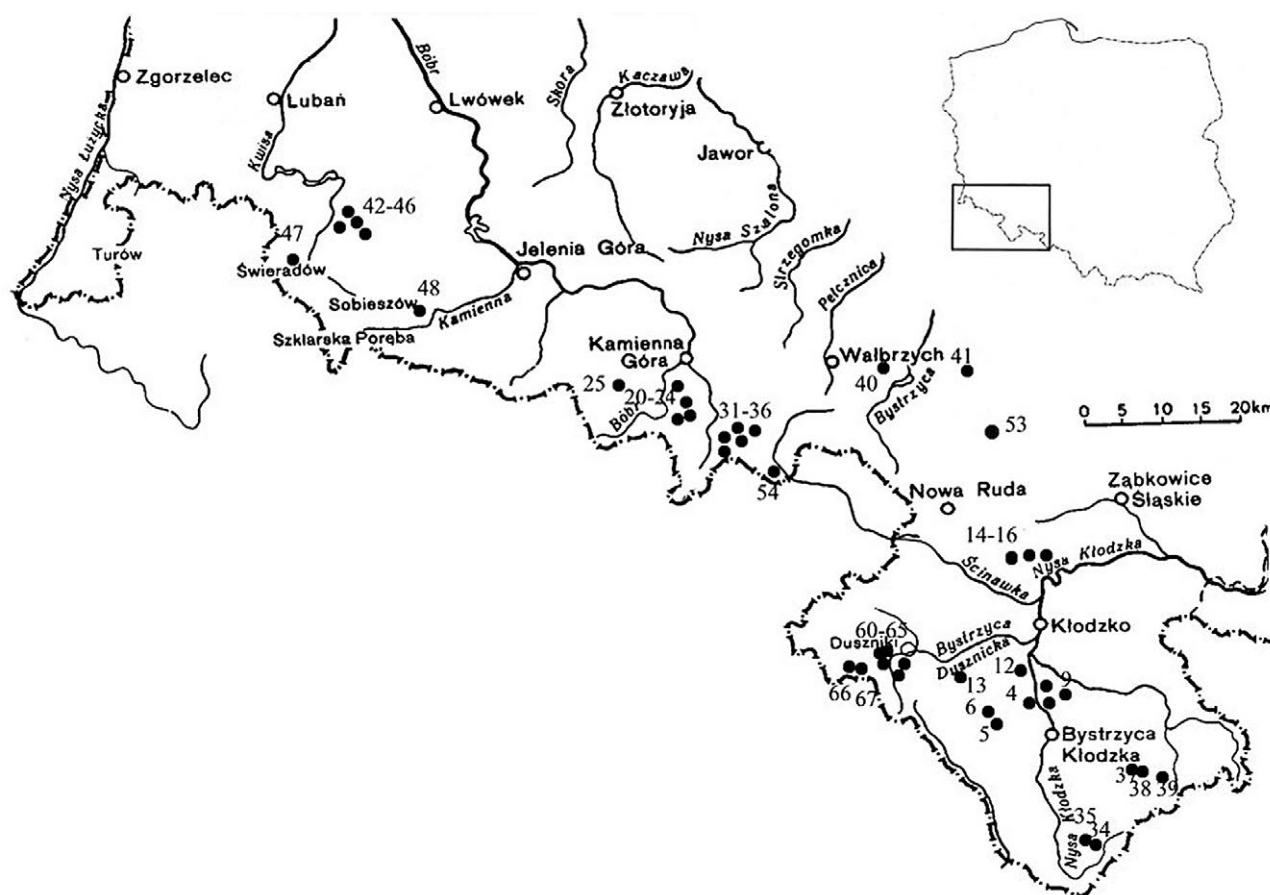 Zgorzelec
Lubań
Bóbr
Lwówek
Skora
Kaczawa
Złotoryja
Jawor
Nysa Łużycka
Kwisa
42-46
47
Turów
Świeradów
Jelenia Góra
Nysa Szalona
Strzegomka
Pelcznica
48
Sobieszów
Kamienna
Szklarska Poręba
Kamienna
Góra
Wałbrzych
41
40
Bystrzyca
25
20-24
Bóbr
31-36
0 5 10 20km
53
54
Nowa Ruda
Ząbkowice
Śląskie
14-16
Nysa Kłodzka
Ścinawka
Kłodzko
60-65
Duszniki
Bystrzyca
Dusznicka
12
13
9
4
66
67
6
5
Bystrzyca
Kłodzka
3
38
39
Nysa Kłodzka
35
34